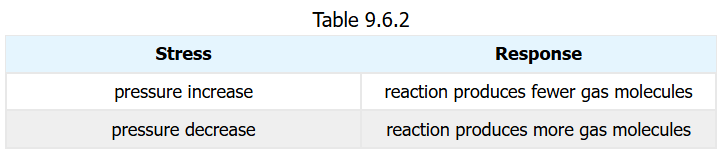 Table 9.6.2
Stress Response
pressure increase reaction produces fewer gas molecules
pressure decrease reaction produces more gas molecules